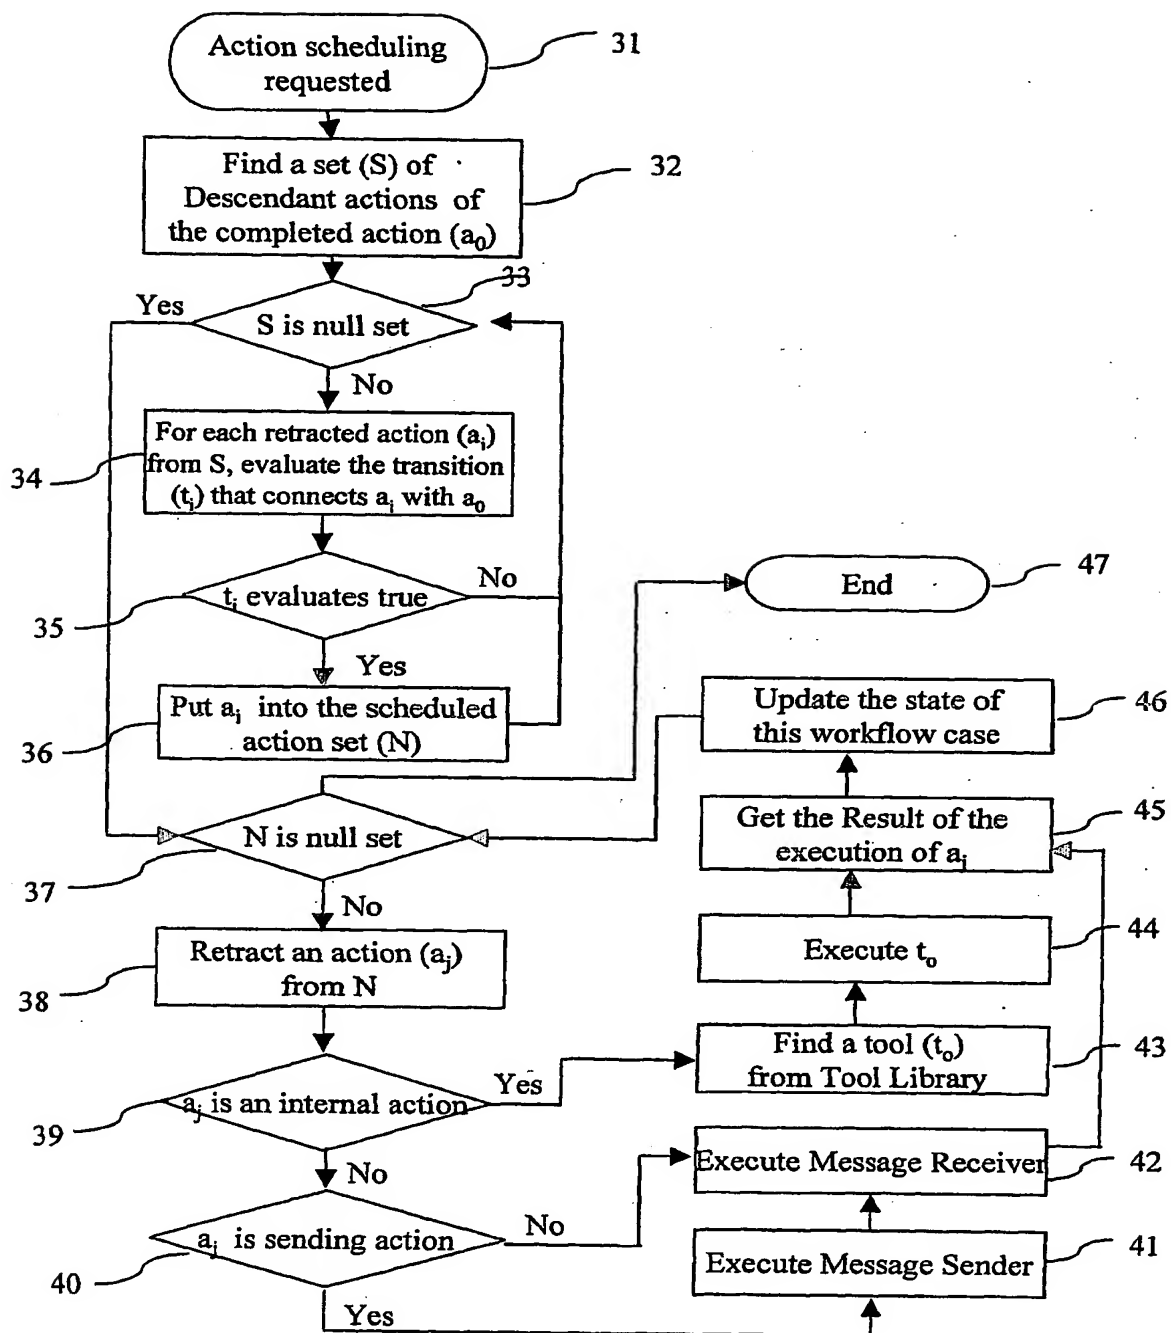 Action scheduling
requested
31
Find a set (S) of
Descendant actions of
the completed action (a0)
32
33
Yes
S is null set
No
For each retracted action (ai)
from S, evaluate the transition
(ti) that connects ai with a0
34
ti evaluates true
No
35
Yes
Put ai into the scheduled
action set (N)
36
N is null set
37
No
Retract an action (aj)
from N
38
aj is an internal action
Yes
39
No
aj is sending action
No
40
Yes
End
47
Update the state of
this workflow case
46
Get the Result of the
execution of aj
45
Execute to
44
Find a tool (to)
from Tool Library
43
Execute Message Receiver
42
Execute Message Sender
41